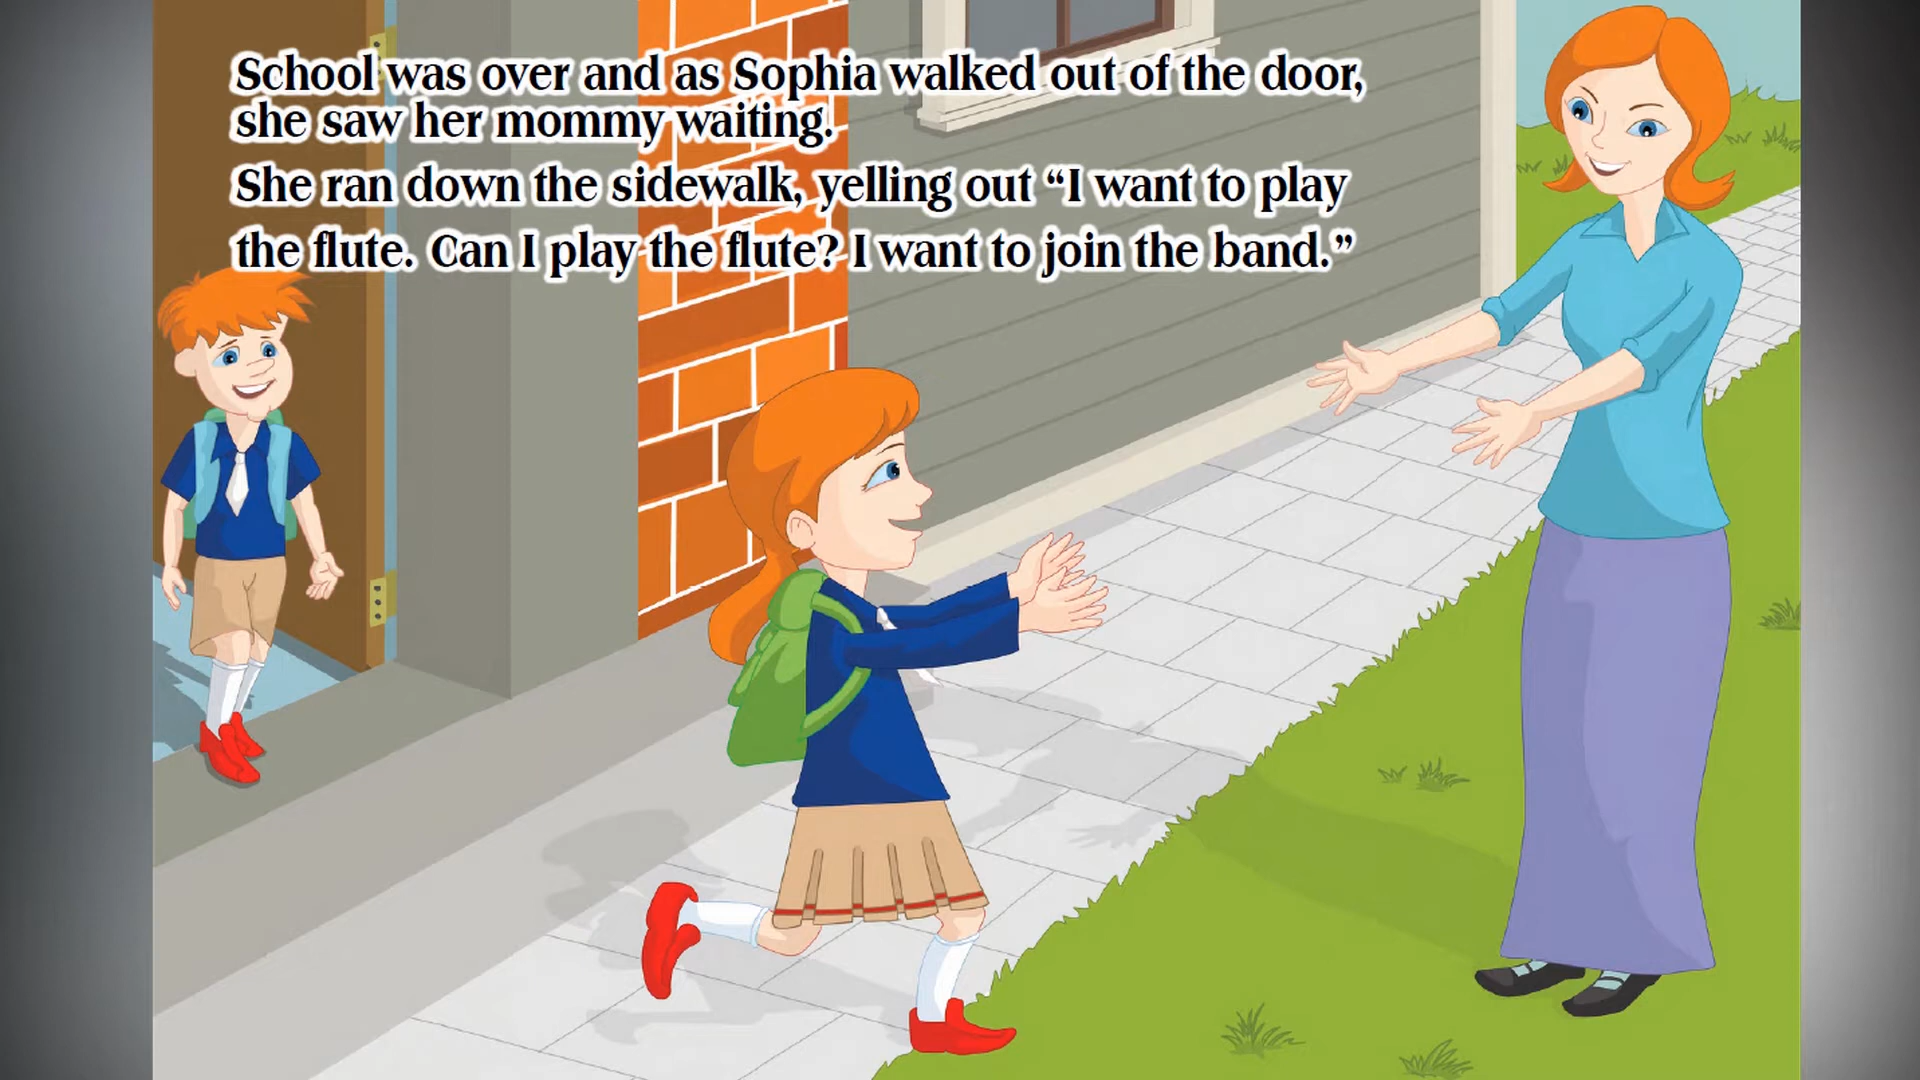 School was over and as Sophia walked out of the door,
she saw her mommy waiting.
She ran down the sidewalk, yelling out “I want to play
the flute. Can I play the flute? I want to join the band.”